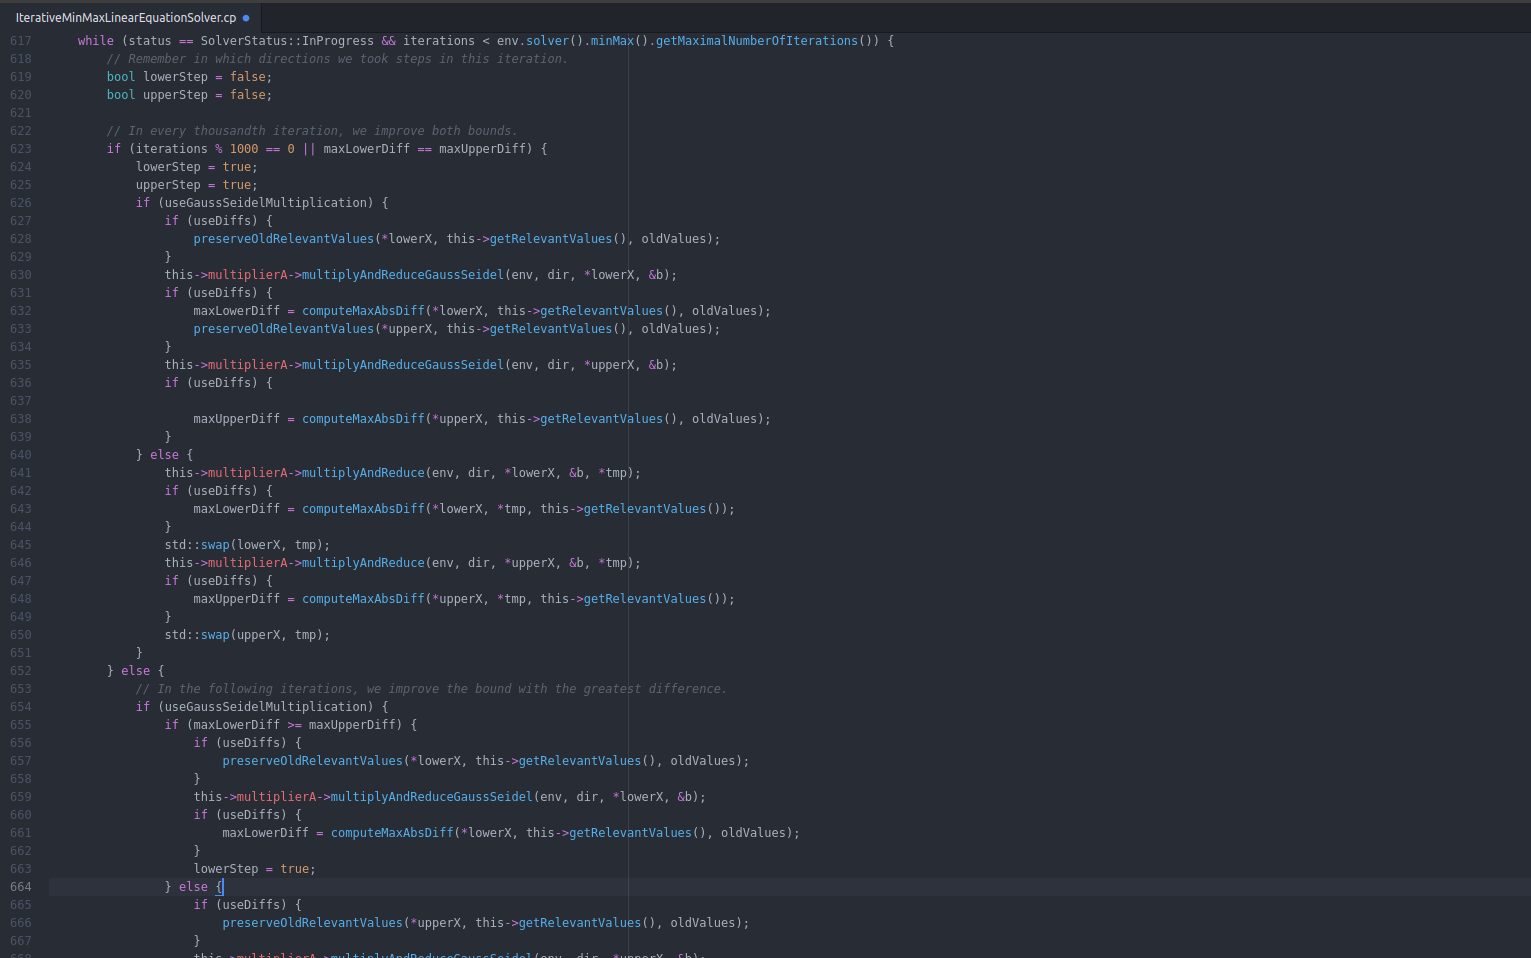 IterativeMinMaxLinearEquationSolver.cp
617 while (status == SolverStatus::InProgress && iterations < env.solver().minMax().getMaximalNumberOfIterations()) {
618 // Remember in which directions we took steps in this iteration.
619 bool lowerStep = false;
620 bool upperStep = false;
621
622 // In every thousandth iteration, we improve both bounds.
623 if (iterations % 1000 == 0 || maxLowerDiff == maxUpperDiff) {
624 lowerStep = true;
625 upperStep = true;
626 if (useGaussSeidelMultiplication) {
627 if (useDiffs) {
628 preserveOldRelevantValues(*lowerX, this->getRelevantValues(), oldValues);
629 }
630 this->multiplierA->multiplyAndReduceGaussSeidel(env, dir, *lowerX, &b);
631 if (useDiffs) {
632 maxLowerDiff = computeMaxAbsDiff(*lowerX, this->getRelevantValues(), oldValues);
633 preserveOldRelevantValues(*upperX, this->getRelevantValues(), oldValues);
634 }
635 this->multiplierA->multiplyAndReduceGaussSeidel(env, dir, *upperX, &b);
636 if (useDiffs) {
637
638 maxUpperDiff = computeMaxAbsDiff(*upperX, this->getRelevantValues(), oldValues);
639 }
640 } else {
641 this->multiplierA->multiplyAndReduce(env, dir, *lowerX, &b, *tmp);
642 if (useDiffs) {
643 maxLowerDiff = computeMaxAbsDiff(*lowerX, *tmp, this->getRelevantValues());
644 }
645 std::swap(lowerX, tmp);
646 this->multiplierA->multiplyAndReduce(env, dir, *upperX, &b, *tmp);
647 if (useDiffs) {
648 maxUpperDiff = computeMaxAbsDiff(*upperX, *tmp, this->getRelevantValues());
649 }
650 std::swap(upperX, tmp);
651 }
652 } else {
653 // In the following iterations, we improve the bound with the greatest difference.
654 if (useGaussSeidelMultiplication) {
655 if (maxLowerDiff >= maxUpperDiff) {
656 if (useDiffs) {
657 preserveOldRelevantValues(*lowerX, this->getRelevantValues(), oldValues);
658 }
659 this->multiplierA->multiplyAndReduceGaussSeidel(env, dir, *lowerX, &b);
660 if (useDiffs) {
661 maxLowerDiff = computeMaxAbsDiff(*lowerX, this->getRelevantValues(), oldValues);
662 }
663 lowerStep = true;
664 } else {
665 if (useDiffs) {
666 preserveOldRelevantValues(*upperX, this->getRelevantValues(), oldValues);
667 }
668 this->multiplierA->multiplyAndReduceGaussSeidel(env, dir, *upperX, &b);